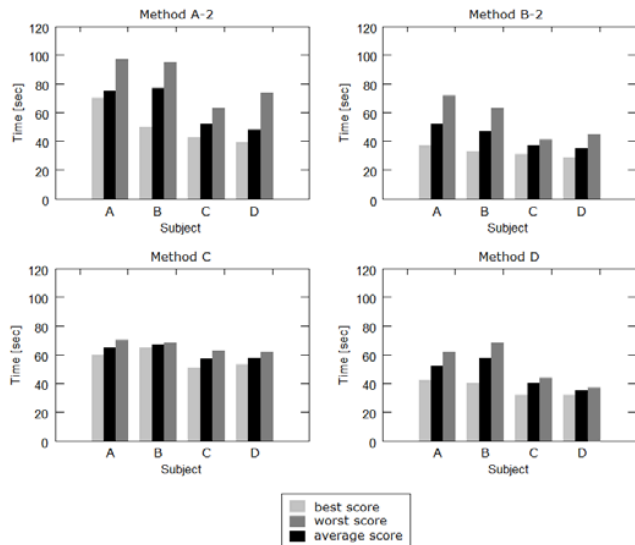 Method A-2
Time [sec]
120
100
80
60
40
20
0
A B C D
Subject
Method B-2
Time [sec]
120
100
80
60
40
20
0
A B C D
Subject
Method C
Time [sec]
120
100
80
60
40
20
0
A B C D
Subject
Method D
Time [sec]
120
100
80
60
40
20
0
A B C D
Subject
best score
worst score
average score